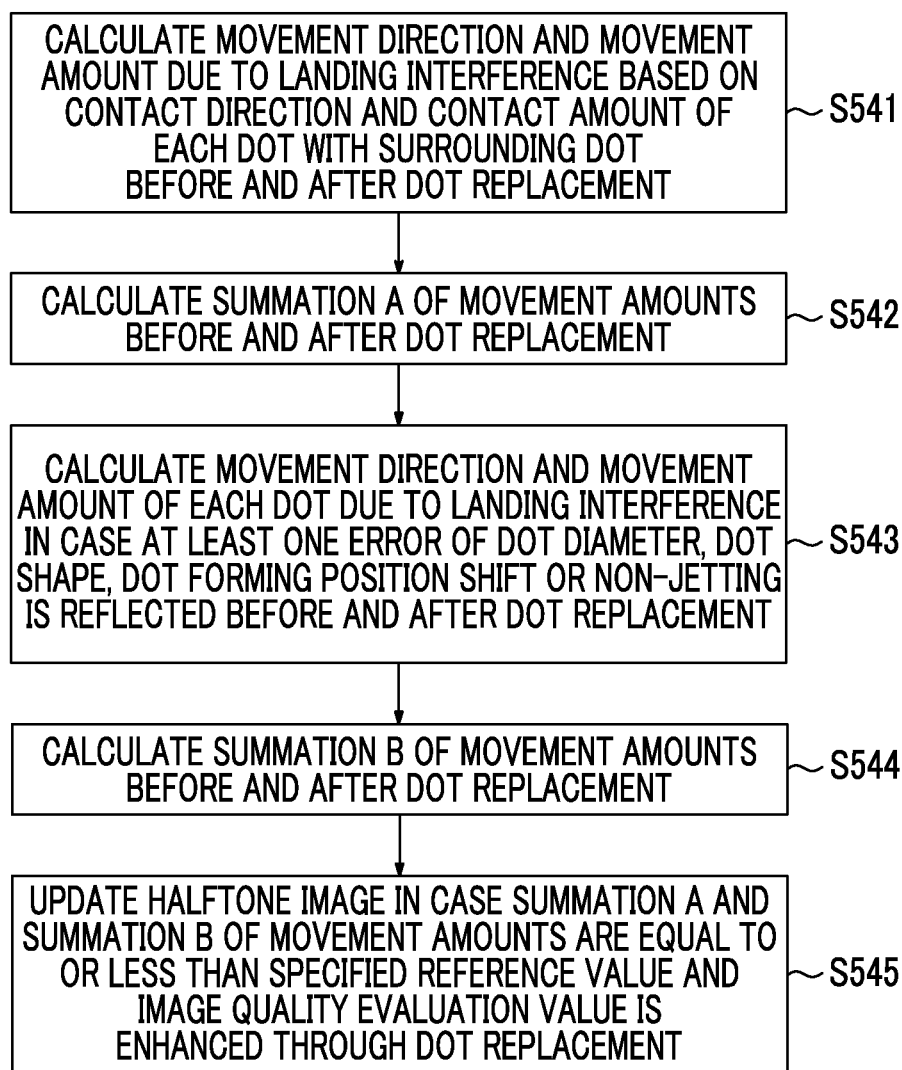 CALCULATE MOVEMENT DIRECTION AND MOVEMENT
AMOUNT DUE TO LANDING INTERFERENCE BASED ON
CONTACT DIRECTION AND CONTACT AMOUNT OF
EACH DOT WITH SURROUNDING DOT
BEFORE AND AFTER DOT REPLACEMENT
S541
CALCULATE SUMMATION A OF MOVEMENT AMOUNTS
BEFORE AND AFTER DOT REPLACEMENT
S542
CALCULATE MOVEMENT DIRECTION AND MOVEMENT
AMOUNT OF EACH DOT DUE TO LANDING INTERFERENCE
IN CASE AT LEAST ONE ERROR OF DOT DIAMETER, DOT
SHAPE, DOT FORMING POSITION SHIFT OR NON-JETTING
IS REFLECTED BEFORE AND AFTER DOT REPLACEMENT
S543
CALCULATE SUMMATION B OF MOVEMENT AMOUNTS
BEFORE AND AFTER DOT REPLACEMENT
S544
UPDATE HALFTONE IMAGE IN CASE SUMMATION A AND
SUMMATION B OF MOVEMENT AMOUNTS ARE EQUAL TO
OR LESS THAN SPECIFIED REFERENCE VALUE AND
IMAGE QUALITY EVALUATION VALUE IS
ENHANCED THROUGH DOT REPLACEMENT
S545